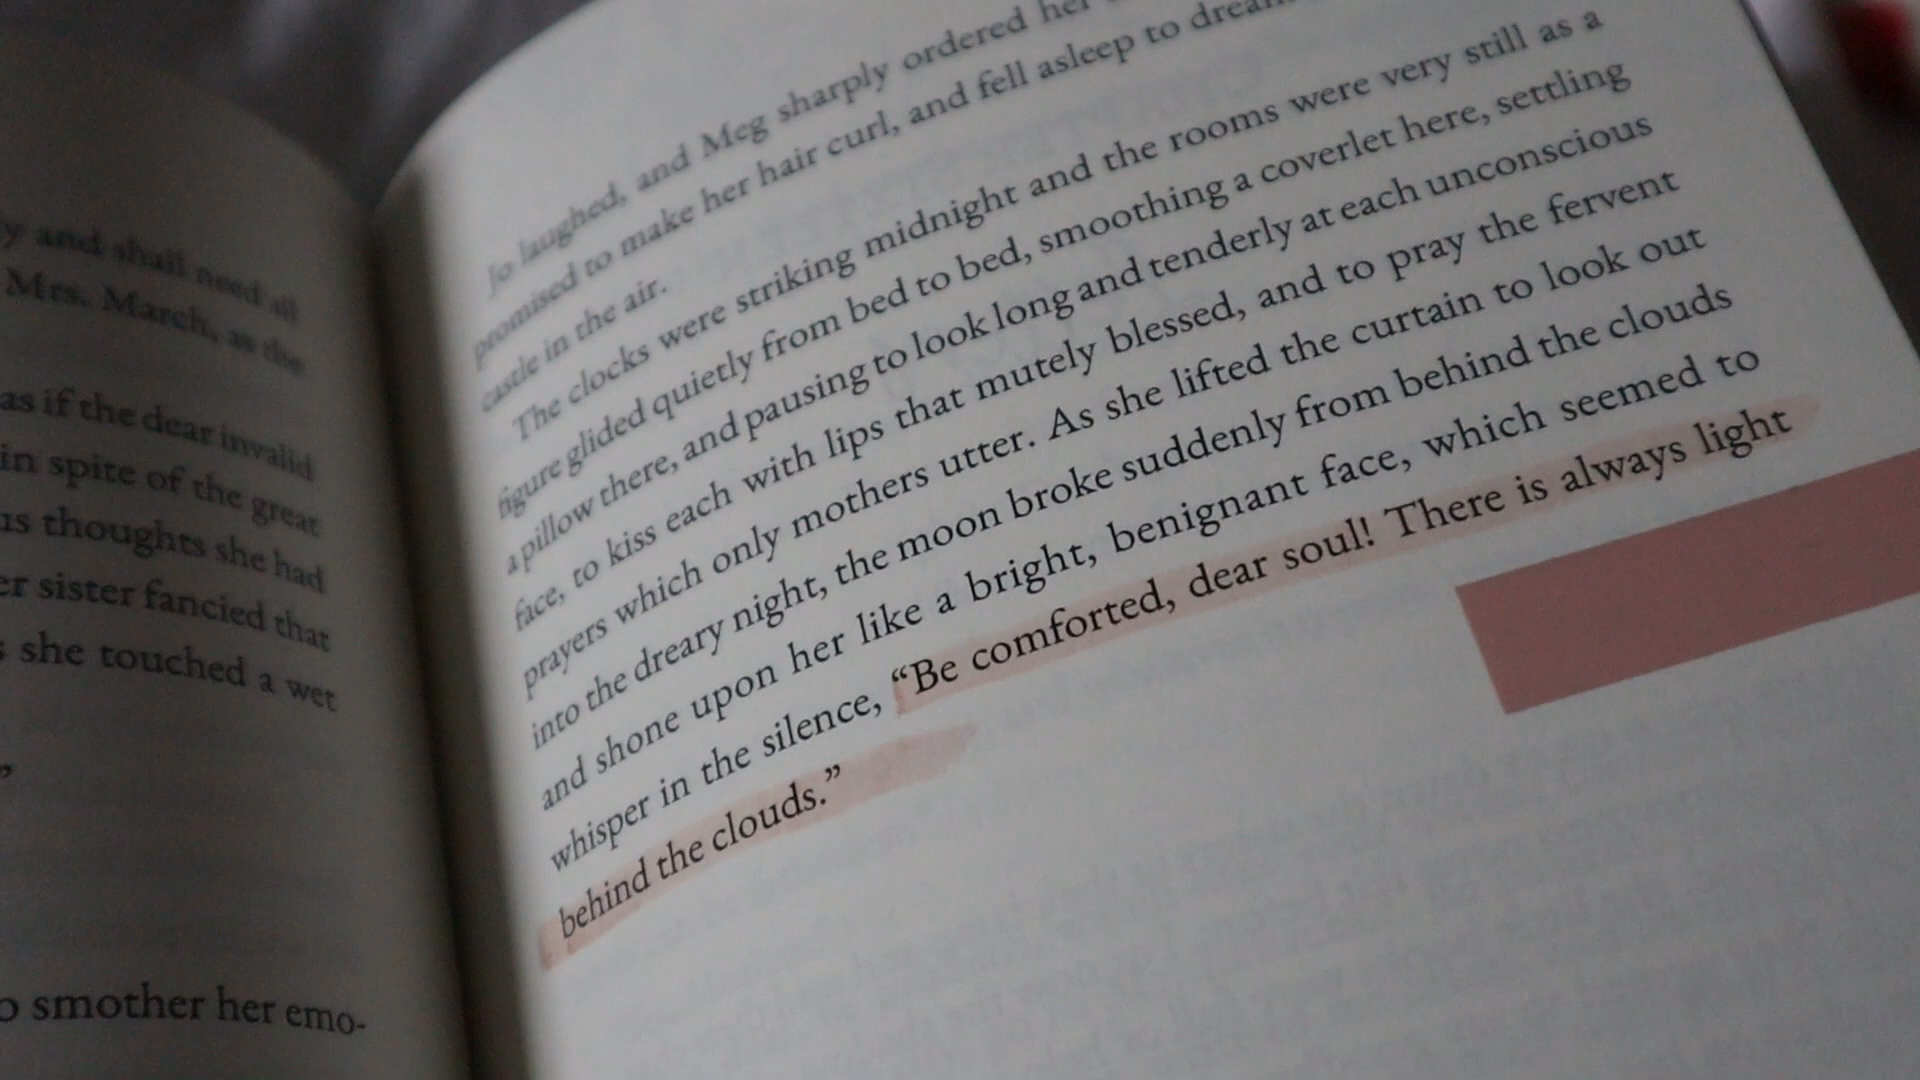 y and shall need all
Mrs. March, as the
as if the dear invalid
in spite of the great
us thoughts she had
er sister fancied that
s she touched a wet
”
o smother her emo-
Jo laughed, and Meg sharply ordered her
promised to make her hair curl, and fell asleep to dream
castle in the air.
The clocks were striking midnight and the rooms were very still as a
figure glided quietly from bed to bed, smoothing a coverlet here, settling
a pillow there, and pausing to look long and tenderly at each unconscious
face, to kiss each with lips that mutely blessed, and to pray the fervent
prayers which only mothers utter. As she lifted the curtain to look out
into the dreary night, the moon broke suddenly from behind the clouds
and shone upon her like a bright, benignant face, which seemed to
whisper in the silence, “Be comforted, dear soul! There is always light
behind the clouds.”